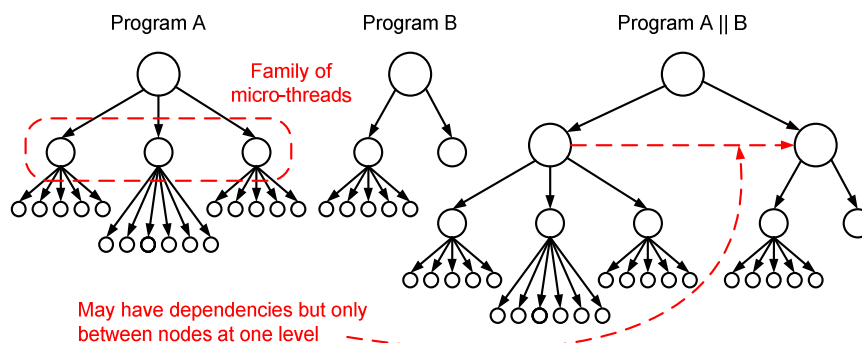 Program A
Program B
Program A || B
Family of
micro-threads
May have dependencies but only
between nodes at one level